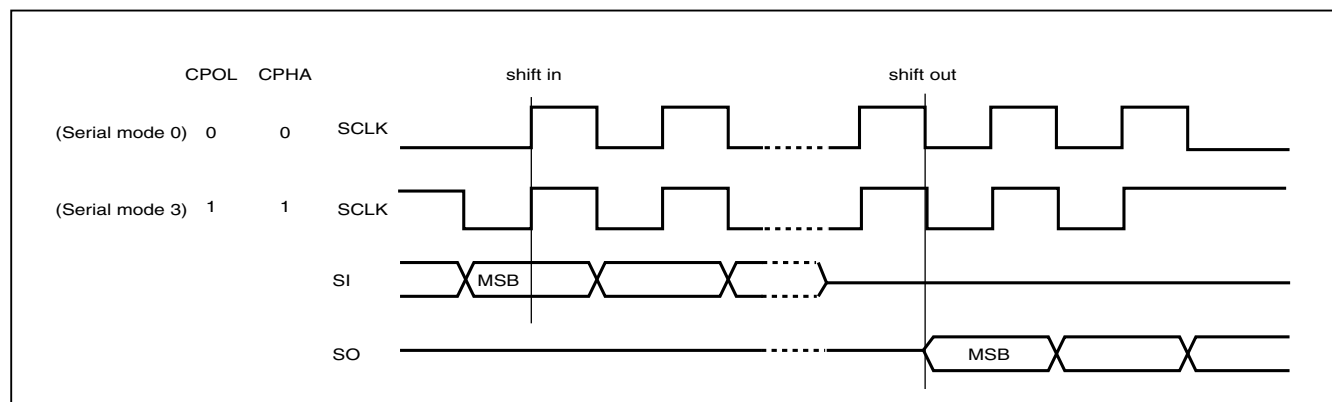 CPOL CPHA shift in shift out
(Serial mode 0) 0 0 SCLK
(Serial mode 3) 1 1 SCLK
SI MSB
SO MSB